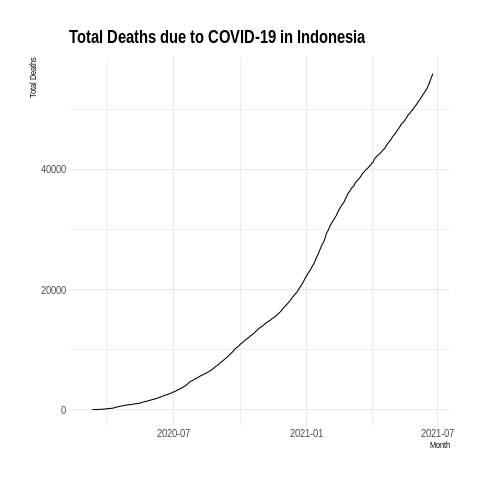 Total Deaths due to COVID-19 in Indonesia
Total Deaths
40000
20000
0
2020-07 2021-01 2021-07
Month